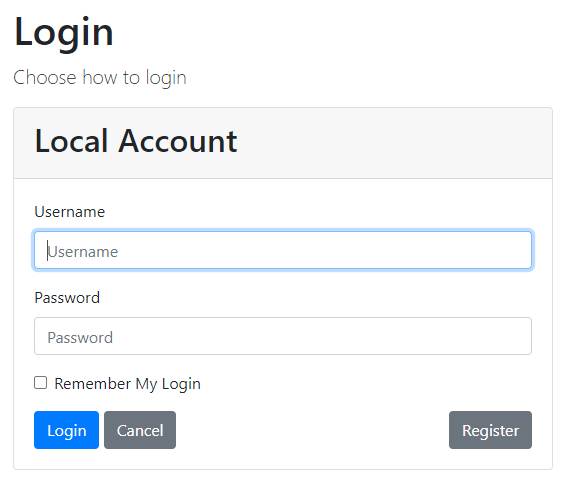 Login
Choose how to login
Local Account
Username
Username
Password
Password
Remember My Login
Login Cancel Register